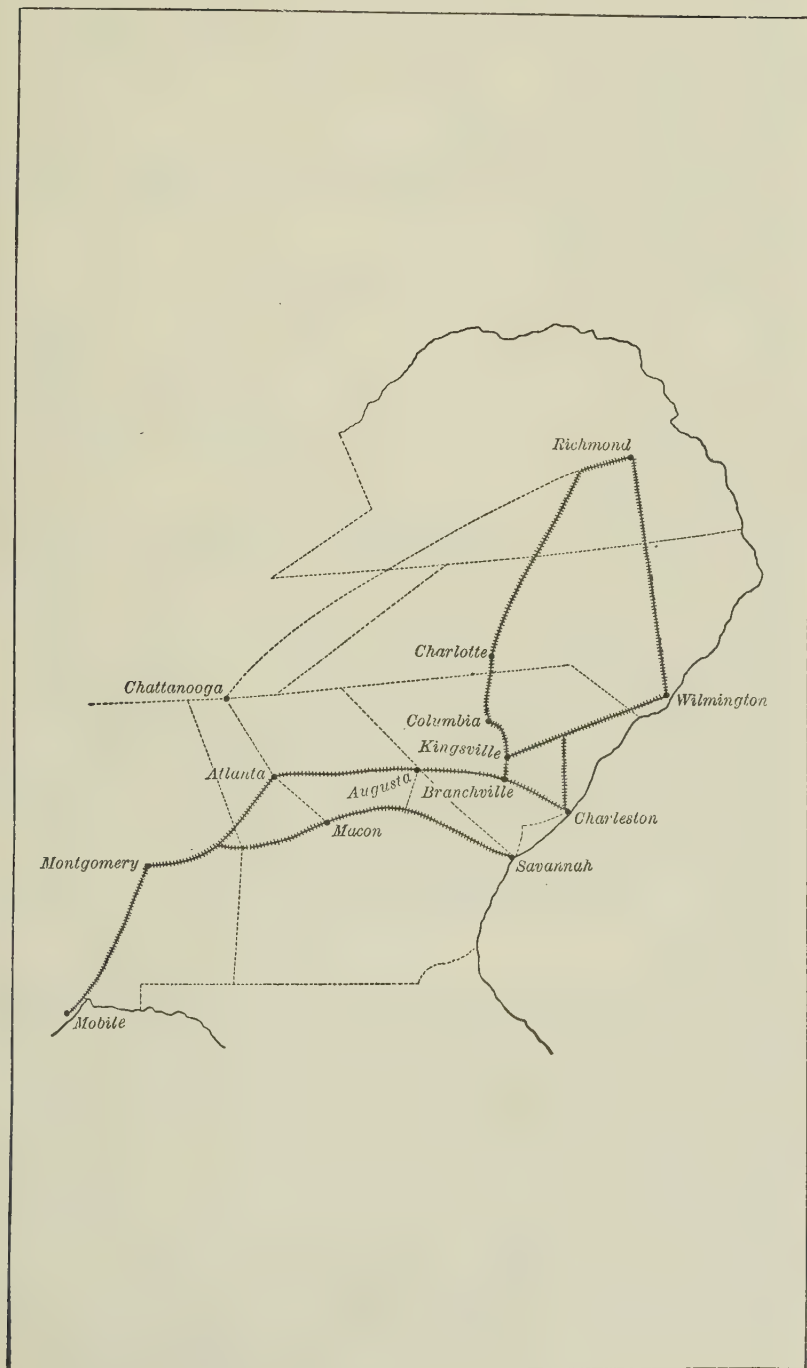 Richmond
Charlotte
Chattanooga
Wilmington
Columbia
Kingsville
Atlanta
Augusta
Branchville
Charleston
Macon
Montgomery
Savannah
Mobile